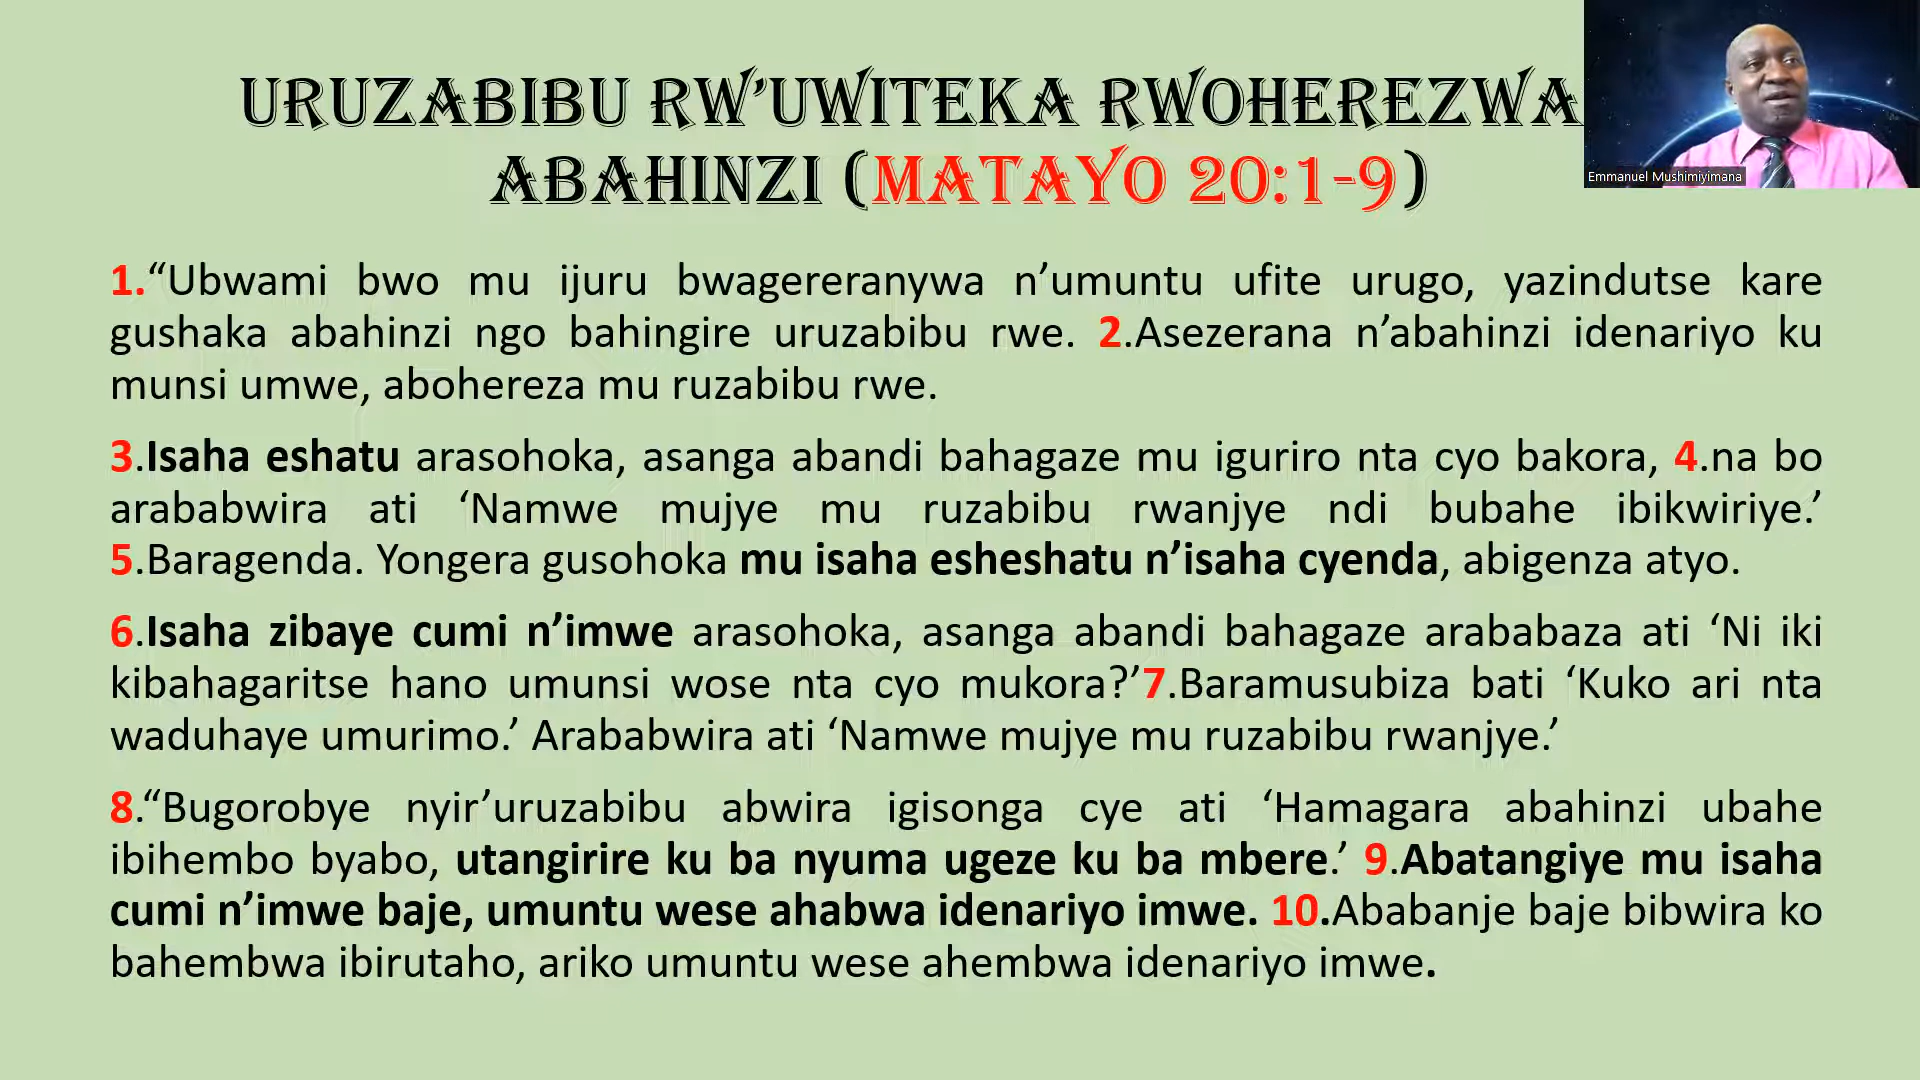 URUZABIBU RW’UWITEKA RWOHEREZWA
ABAHINZI (MATAYO 20:1-9)
Emmanuel Mushimiyimana
1.“Ubwami bwo mu ijuru bwagereranywa n’umuntu ufite urugo, yazindutse kare
gushaka abahinzi ngo bahingire uruzabibu rwe. 2.Asezerana n’abahinzi idenariyo ku
munsi umwe, abohereza mu ruzabibu rwe.
3.Isaha eshatu arasohoka, asanga abandi bahagaze mu iguriro nta cyo bakora, 4.na bo
arababwira ati ‘Namwe mujye mu ruzabibu rwanjye ndi bubahe ibikwiriye.’
5.Baragenda. Yongera gusohoka mu isaha esheshatu n’isaha cyenda, abigenza atyo.
6.Isaha zibaye cumi n’imwe arasohoka, asanga abandi bahagaze arababaza ati ‘Ni iki
kibahagaritse hano umunsi wose nta cyo mukora?’7.Baramusubiza bati ‘Kuko ari nta
waduhaye umurimo.’ Arababwira ati ‘Namwe mujye mu ruzabibu rwanjye.’
8.“Bugorobye nyir’uruzabibu abwira igisonga cye ati ‘Hamagara abahinzi ubahe
ibihembo byabo, utangirire ku ba nyuma ugeze ku ba mbere.’ 9.Abatangiye mu isaha
cumi n’imwe baje, umuntu wese ahabwa idenariyo imwe. 10.Ababanje baje bibwira ko
bahembwa ibirutaho, ariko umuntu wese ahembwa idenariyo imwe.